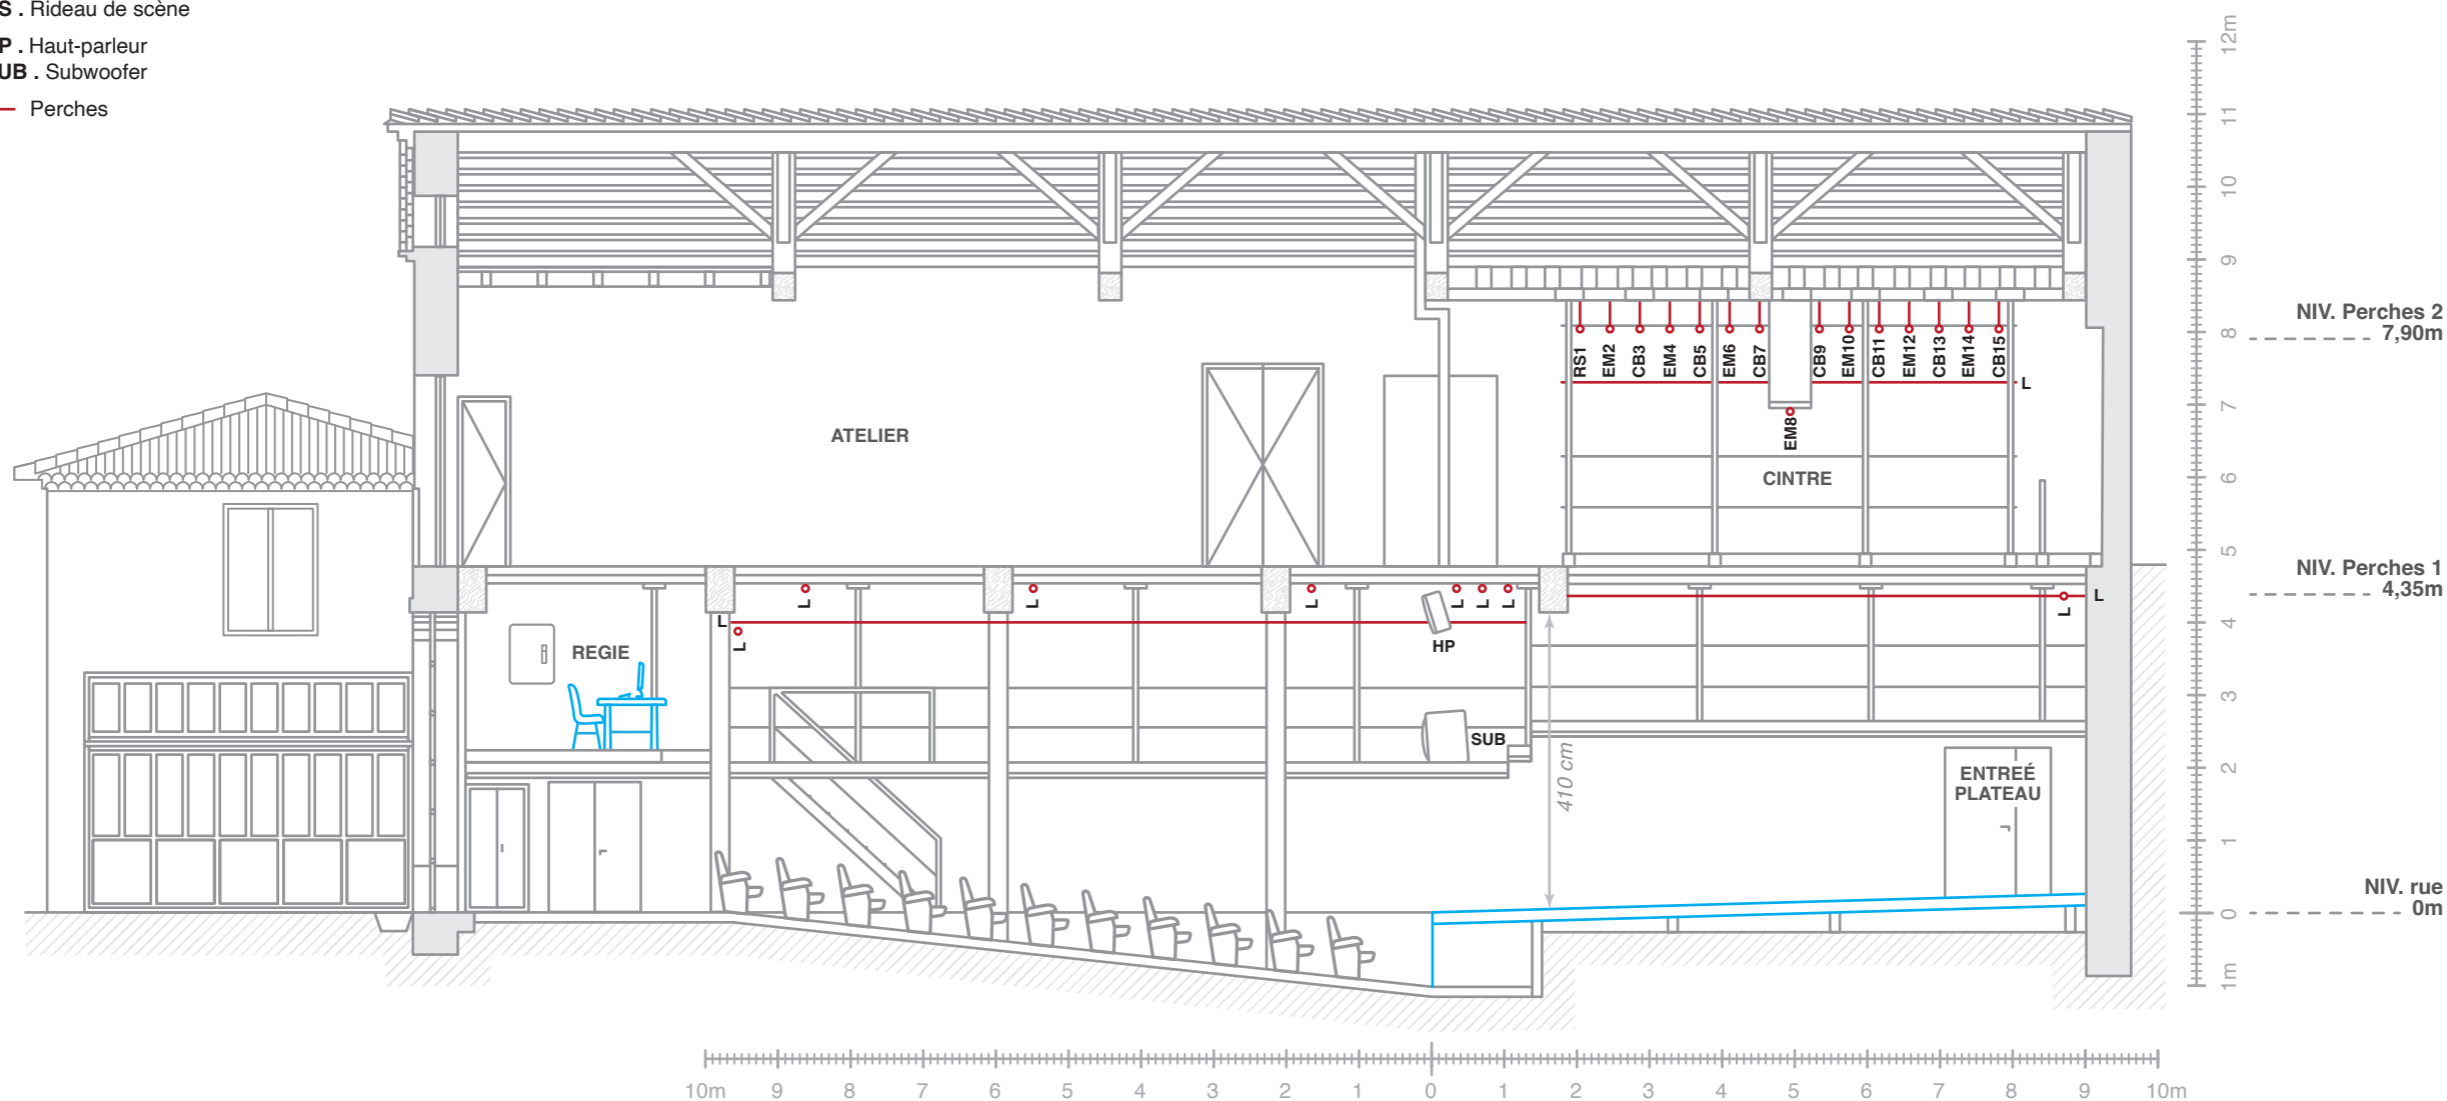 S . Rideau de scène
P . Haut-parleur
UB . Subwoofer
Perches
12m
11
10
9
8
7
6
5
4
3
2
1
0
1m
NIV. Perches 2
7,90m
NIV. Perches 1
4,35m
NIV. rue
0m
RS1
EM2
CB3
EM4
CB5
EM6
CB7
EM8
CB9
EM10
CB11
EM12
CB13
EM14
CB15
L
ATELIER
CINTRE
L
L
L
L
L
L
L
L
L
L
REGIE
HP
SUB
410 cm
ENTREÉ
PLATEAU
10m 9 8 7 6 5 4 3 2 1 0 1 2 3 4 5 6 7 8 9 10m